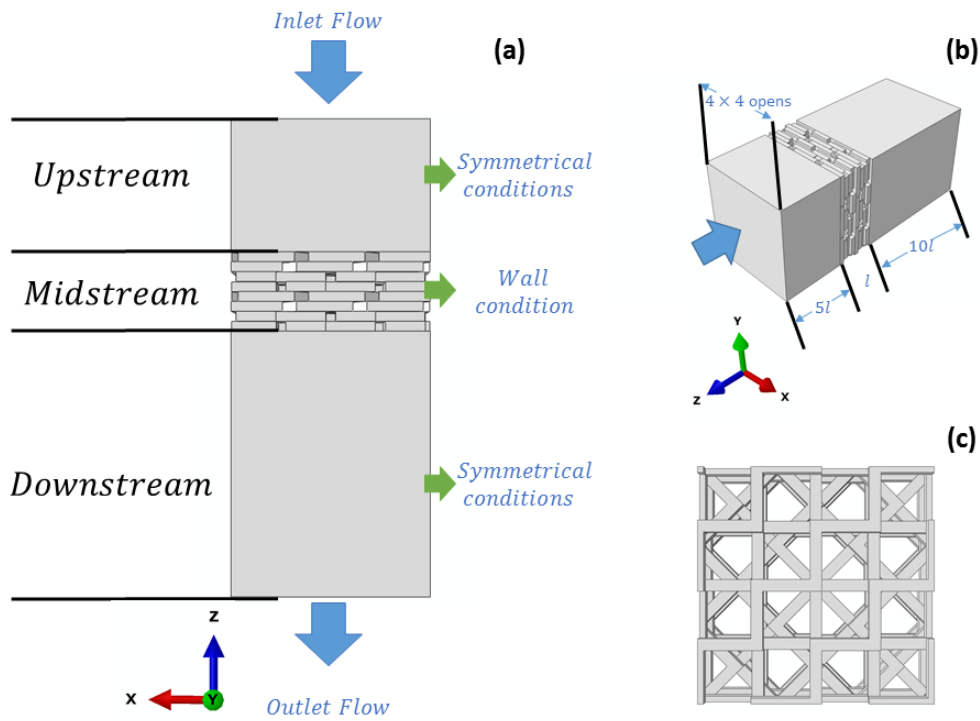 Inlet Flow
(a)
Upstream
Symmetrical
conditions
Midstream
Wall
condition
Downstream
Symmetrical
conditions
Z
X
Y
Outlet Flow
(b)
4 × 4 opens
10l
l
5l
Y
Z
X
(c)